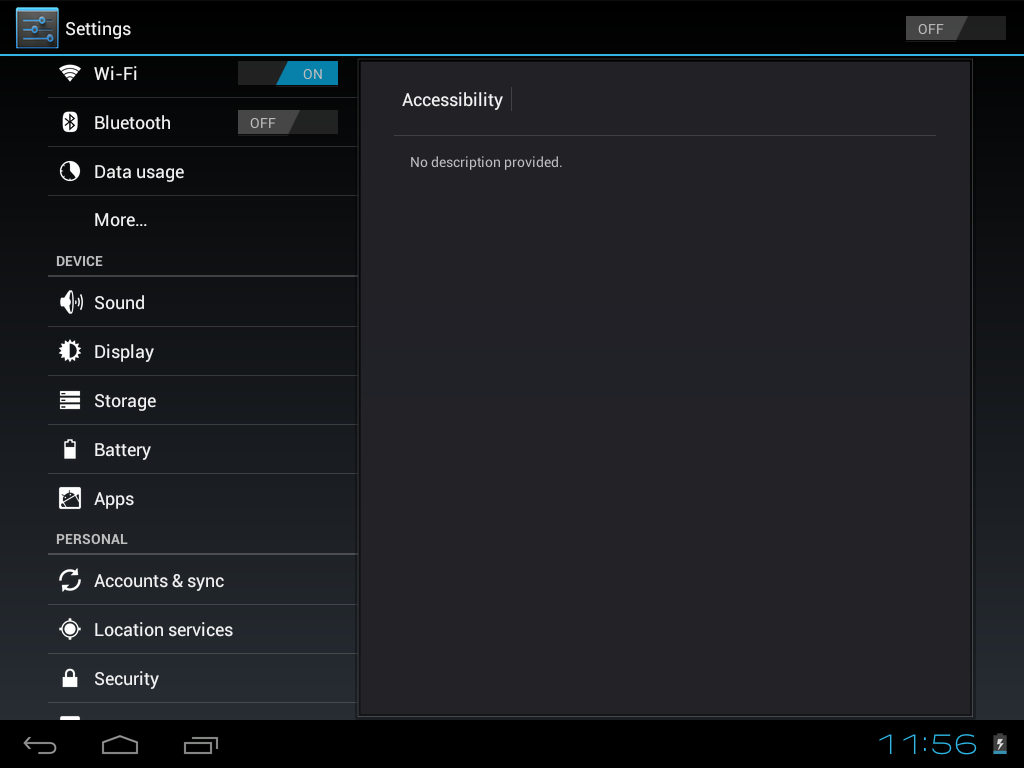 Settings
OFF
Wi-Fi
ON
Bluetooth
OFF
Data usage
More...
DEVICE
Sound
Display
Storage
Battery
Apps
PERSONAL
Accounts & sync
Location services
Security
Accessibility
No description provided.
11:56